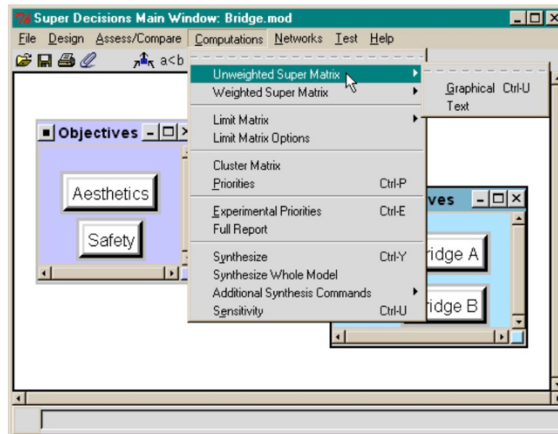 Super Decisions Main Window: Bridge.mod
File Design Assess/Compare Computations Networks Test Help
a<b
Unweighted Super Matrix
Graphical Ctrl-U
Weighted Super Matrix
Text
Limit Matrix
Limit Matrix Options
Objectives
Cluster Matrix
Priorities Ctrl-P
Aesthetics
ves
Experimental Priorities Ctrl-E
Full Report
Safety
Synthesize Ctrl-Y
idge A
Synthesize Whole Model
Additional Synthesis Commands
ridge B
Sensitivity Ctrl-U